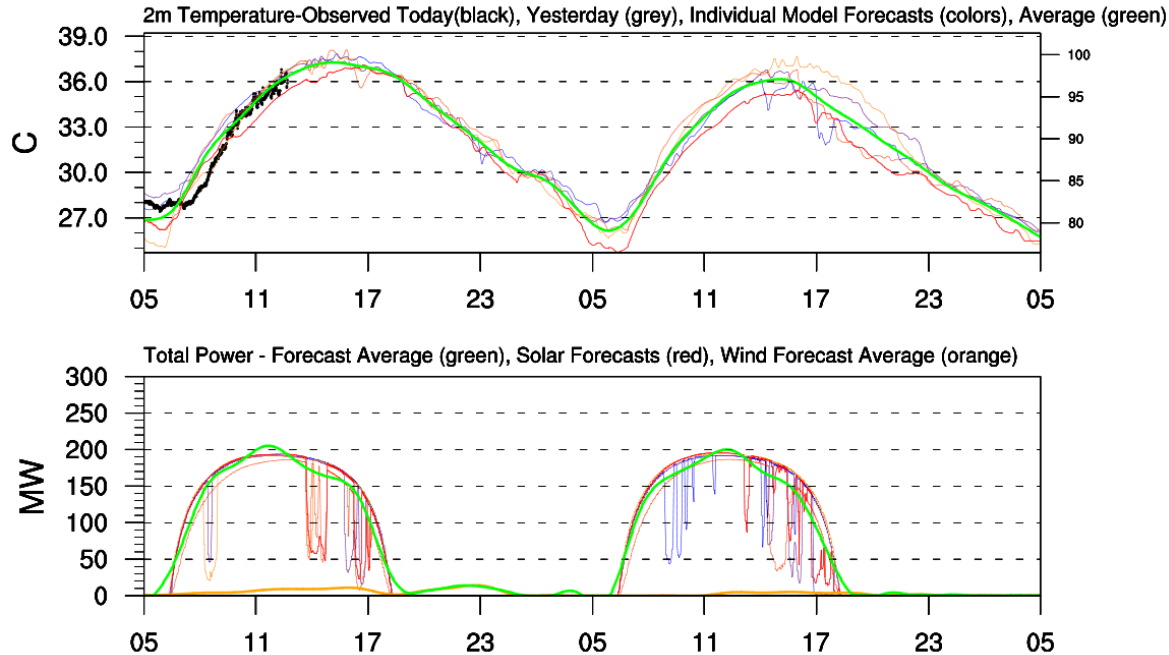 2m Temperature-Observed Today(black), Yesterday (grey), Individual Model Forecasts (colors), Average (green)
39.0
36.0
33.0
30.0
27.0
C
100
95
90
85
80
05 11 17 23 05 11 17 23 05
Total Power - Forecast Average (green), Solar Forecasts (red), Wind Forecast Average (orange)
300
250
200
150
100
50
0
MW
05 11 17 23 05 11 17 23 05